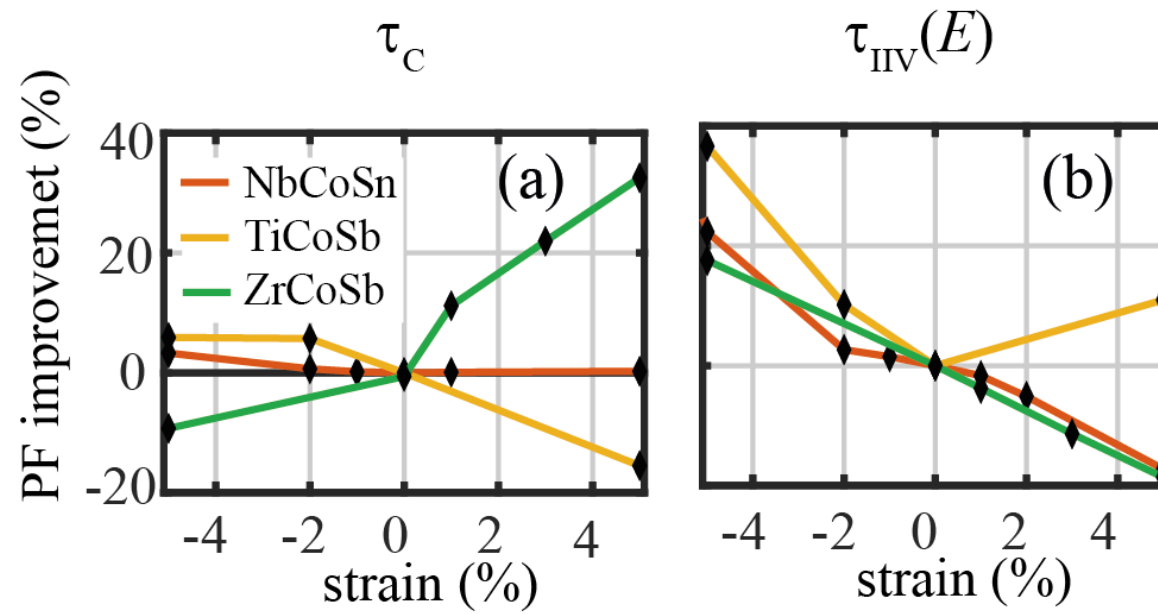 τC
τIIV(E)
PF improvemet (%)
40
20
0
-20
NbCoSn
TiCoSb
ZrCoSb
(a)
(b)
-4 -2 0 2 4
-4 -2 0 2 4
strain (%)
strain (%)